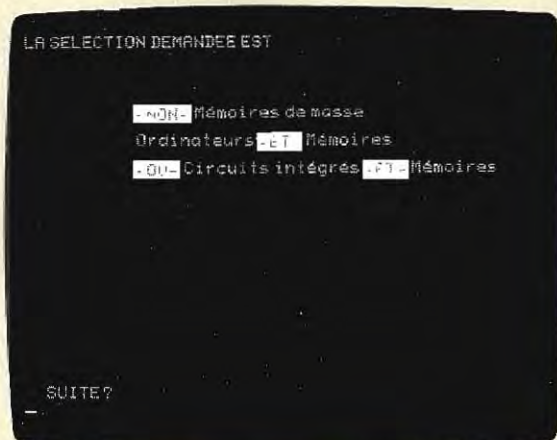 LA SELECTION DEMANDEE EST
-NON- Mémoires de masse
Ordinateurs -ET- Mémoires
-OU- Circuits intégrés -ET- Mémoires
SUITE?